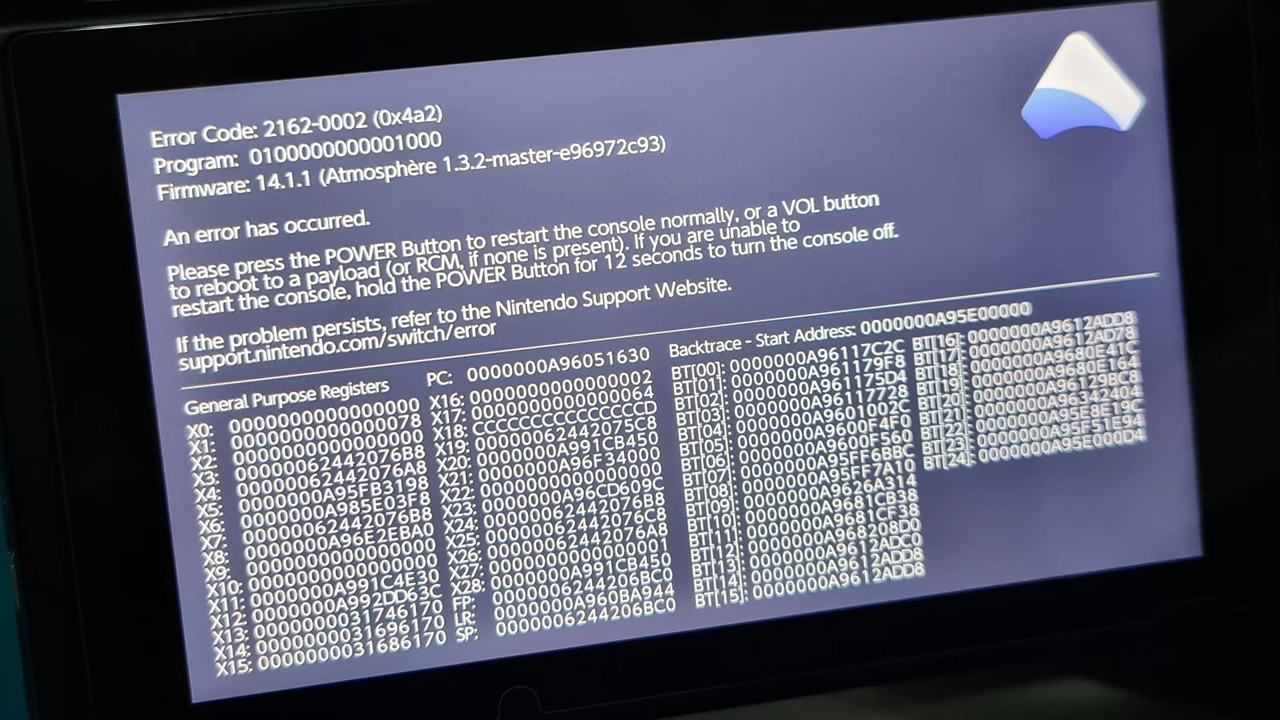 Error Code: 2162-0002 (0x4a2)
Program: 0100000000001000
Firmware: 14.1.1 (Atmosphère 1.3.2-master-e96972c93)
An error has occurred.
Please press the POWER Button to restart the console normally, or a VOL button
to reboot to a payload (or RCM, if none is present). If you are unable to
restart the console, hold the POWER Button for 12 seconds to turn the console off.
If the problem persists, refer to the Nintendo Support Website.
support.nintendo.com/switch/error
General Purpose Registers
X0: 0000000000000000
X1: 0000000000000078
X2: 0000000000000000
X3: 00000062442076B8
X4: 00000062442076A8
X5: 0000000A95FB3198
X6: 0000000A985E03F8
X7: 00000062442076B8
X8: 0000000A96E2EBA0
X9: 0000000000000000
X10: 0000000000000000
X11: 0000000A991C4E30
X12: 0000000A992DD63C
X13: 0000000031746170
X14: 0000000031696170
X15: 0000000031686170
PC: 0000000A96051630
X16: 0000000000000002
X17: 0000000000000064
X18: CCCCCCCCCCCCCCCD
X19: 00000062442075C8
X20: 0000000A991CB450
X21: 0000000A96F34000
X22: 0000000000000000
X23: 0000000A96CD609C
X24: 00000062442076B8
X25: 00000062442076C8
X26: 00000062442076A8
X27: 0000000000000001
X28: 0000000A991CB450
FP: 0000006244206BC0
LR: 0000000A960BA944
SP: 0000006244206BC0
Backtrace - Start Address: 0000000A95E00000
BT[00]: 0000000A96117C2C
BT[01]: 0000000A961179F8
BT[02]: 0000000A961175D4
BT[03]: 0000000A96117728
BT[04]: 0000000A9601002C
BT[05]: 0000000A9600F4F0
BT[06]: 0000000A9600F560
BT[07]: 0000000A95FF6BBC
BT[08]: 0000000A95FF7A10
BT[09]: 0000000A9626A314
BT[10]: 0000000A9681CB38
BT[11]: 0000000A9681CF38
BT[12]: 0000000A968208D0
BT[13]: 0000000A9612ADC0
BT[14]: 0000000A9612ADD8
BT[15]: 0000000A9612ADD8
BT[16]: 0000000A9612ADD8
BT[17]: 0000000A9612AD78
BT[18]: 0000000A9680E41C
BT[19]: 0000000A9680E164
BT[20]: 0000000A96129BC8
BT[21]: 0000000A96342404
BT[22]: 0000000A95E8E19C
BT[23]: 0000000A95F51E94
BT[24]: 0000000A95E000D4